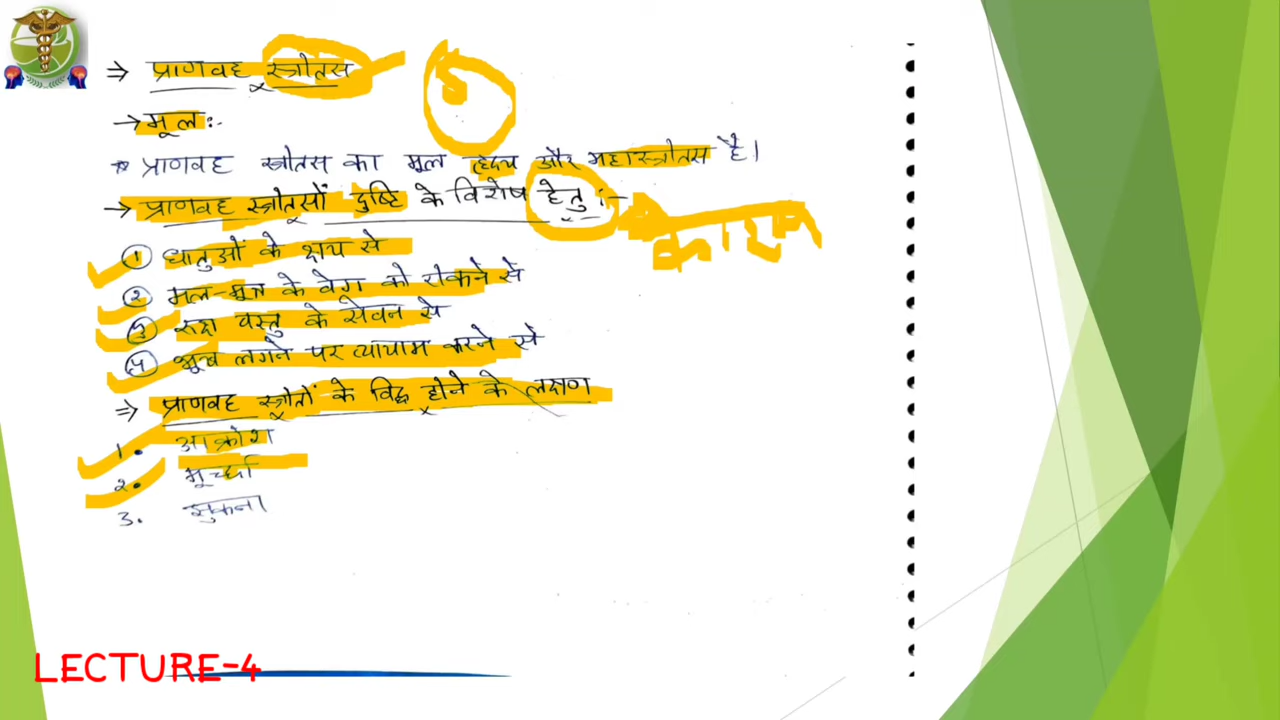 ⇒ प्राणवह स्त्रोतस
→ मूल :-
* प्राणवह स्त्रोतस का मूल हृदय और महास्त्रोतस है।
→ प्राणवह स्त्रोतसों दुष्टि के विशेष हेतु :-
कारण
① धातुओं के क्षय से
② मल-मूत्र के वेग को रोकने से
③ रुक्ष वस्तु के सेवन से
④ भूख लगने पर व्यायाम करने से
⇒ प्राणवह स्त्रोतों के विद्ध होने के लक्षण
1. आक्रोश
२. मूर्च्छा
3. झुकना
LECTURE-4